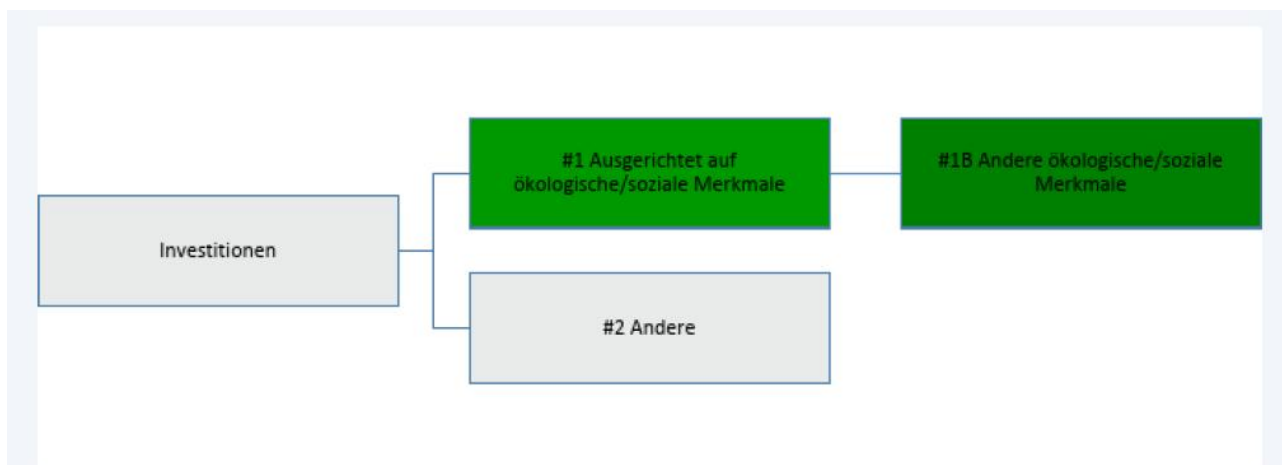 #1 Ausgerichtet auf
ökologische/soziale Merkmale
#1B Andere ökologische/soziale
Merkmale
Investitionen
#2 Andere